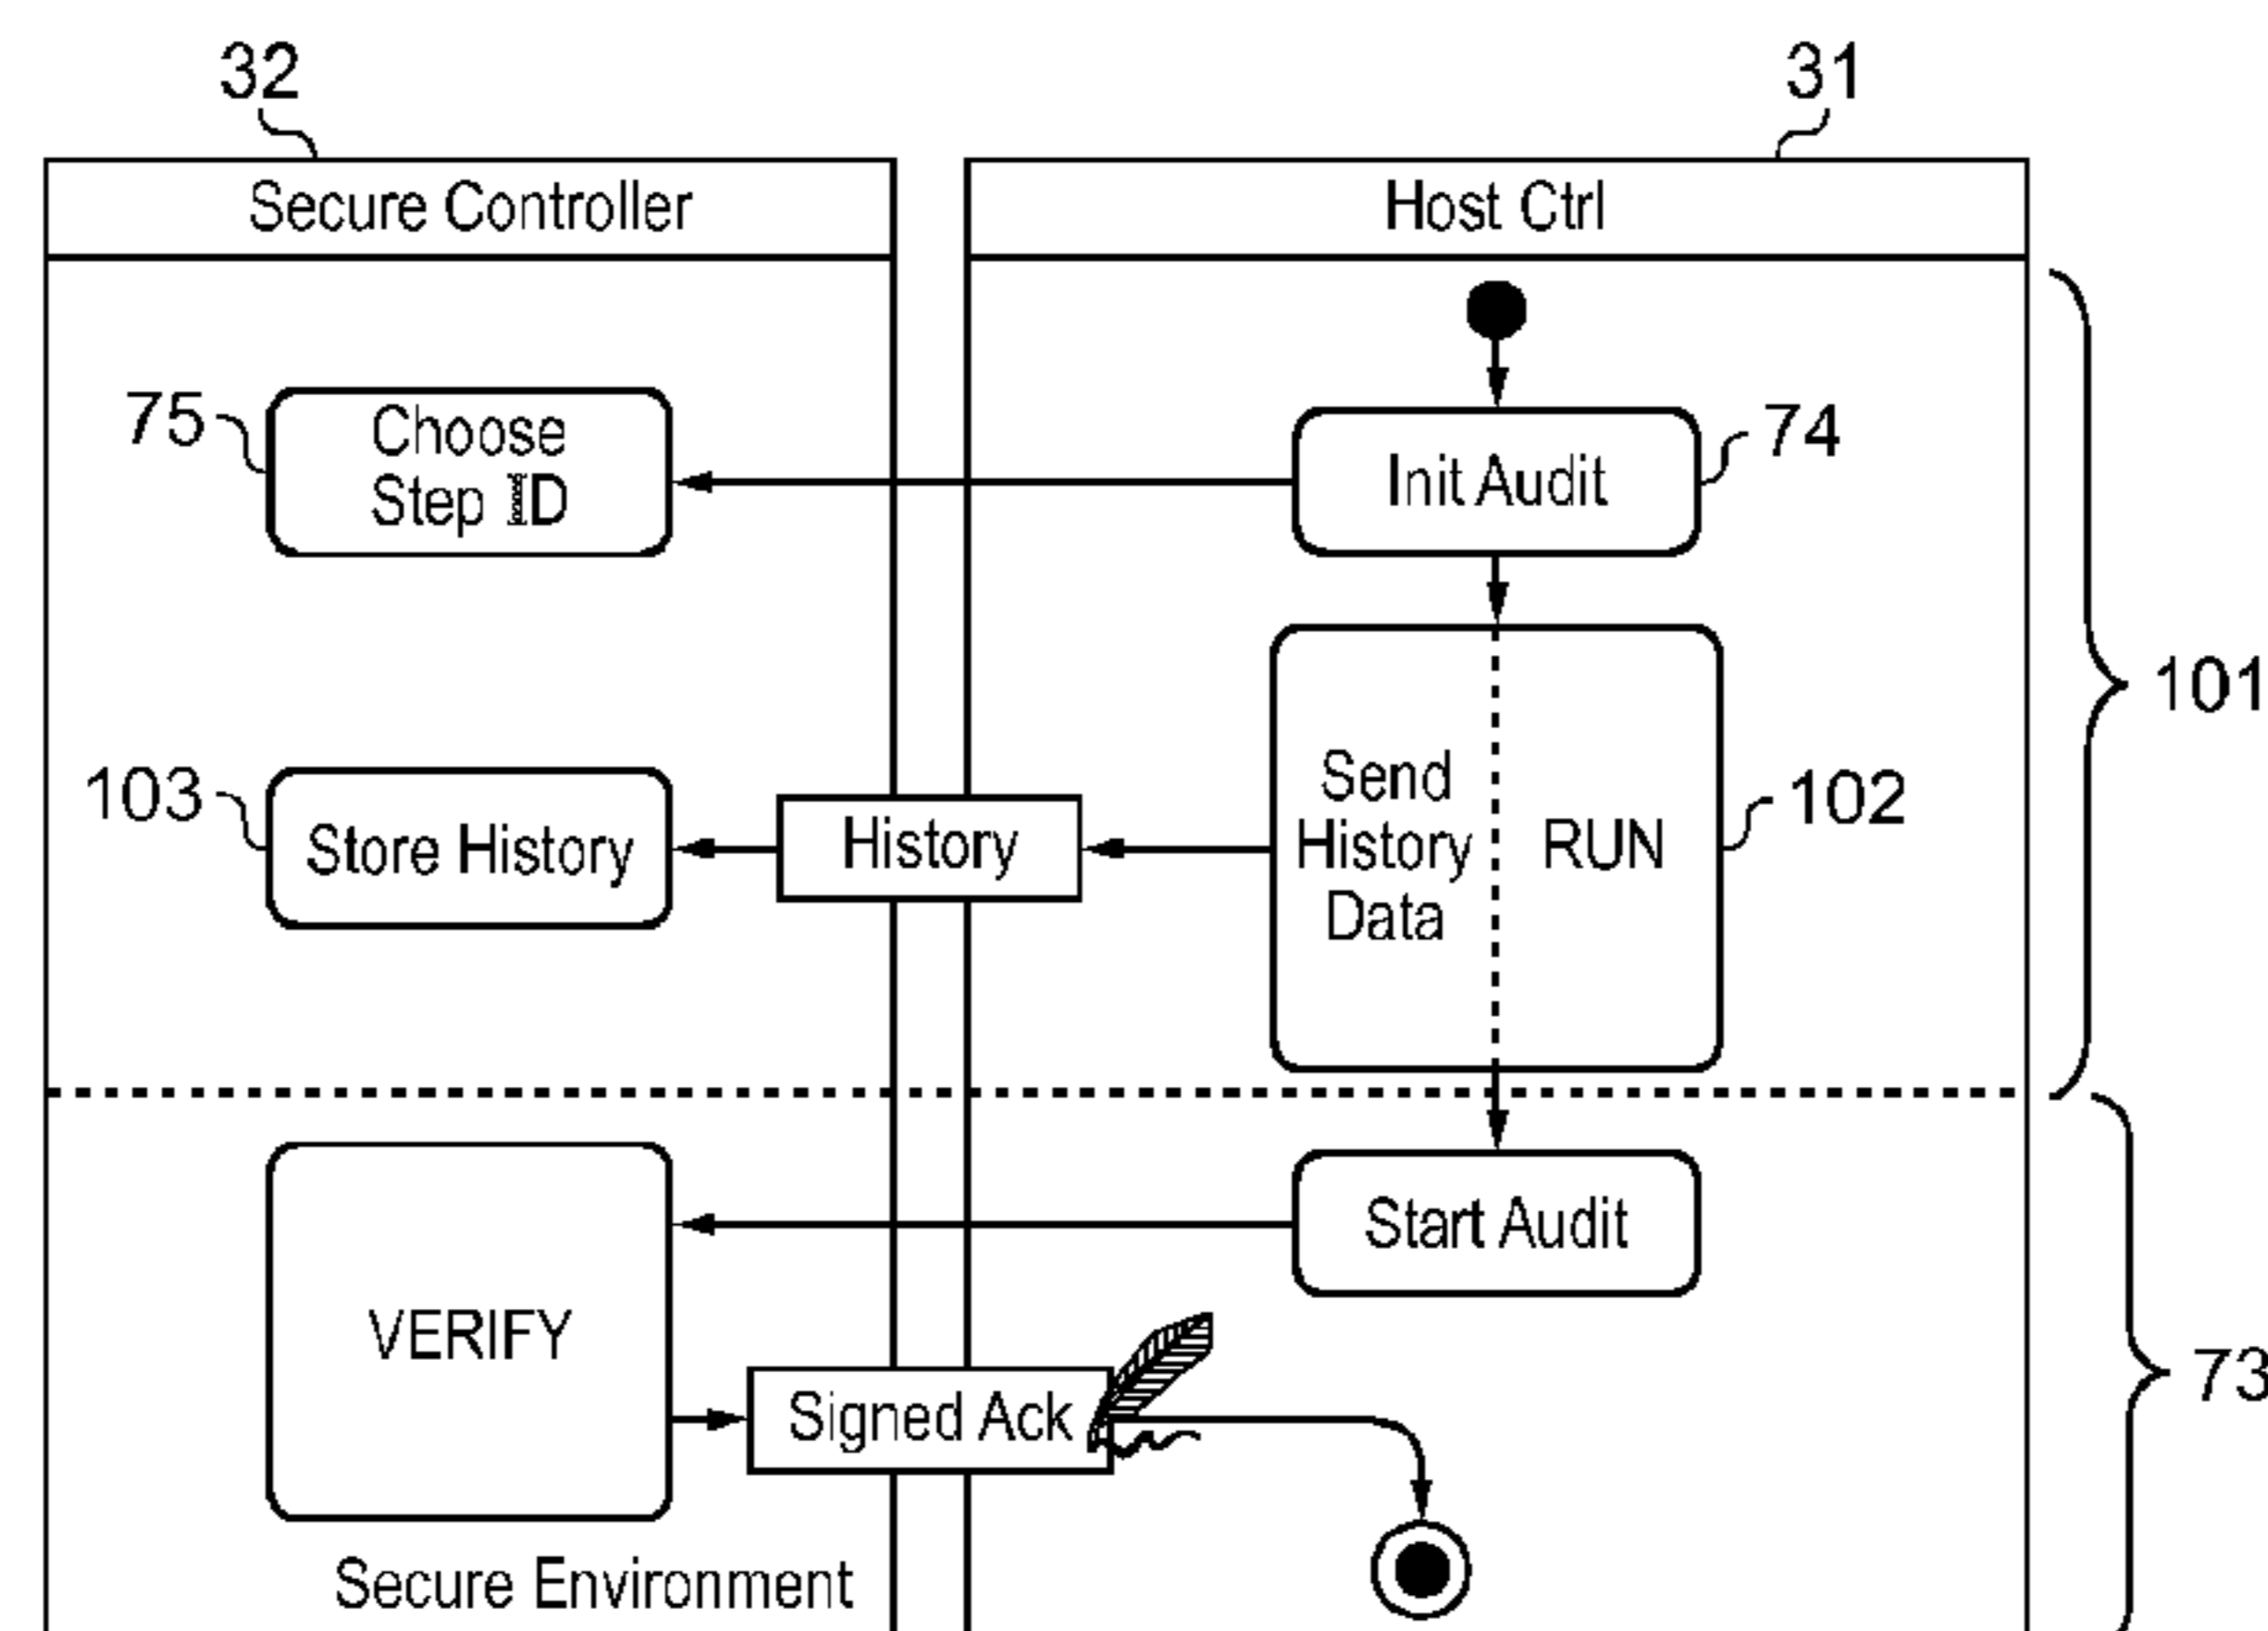 32
31
Secure Controller
Host Ctrl
75
Choose
Step ID
Init Audit
74
101
103
Store History
History
Send
History
Data
RUN
102
Start Audit
VERIFY
Signed Ack
73
Secure Environment